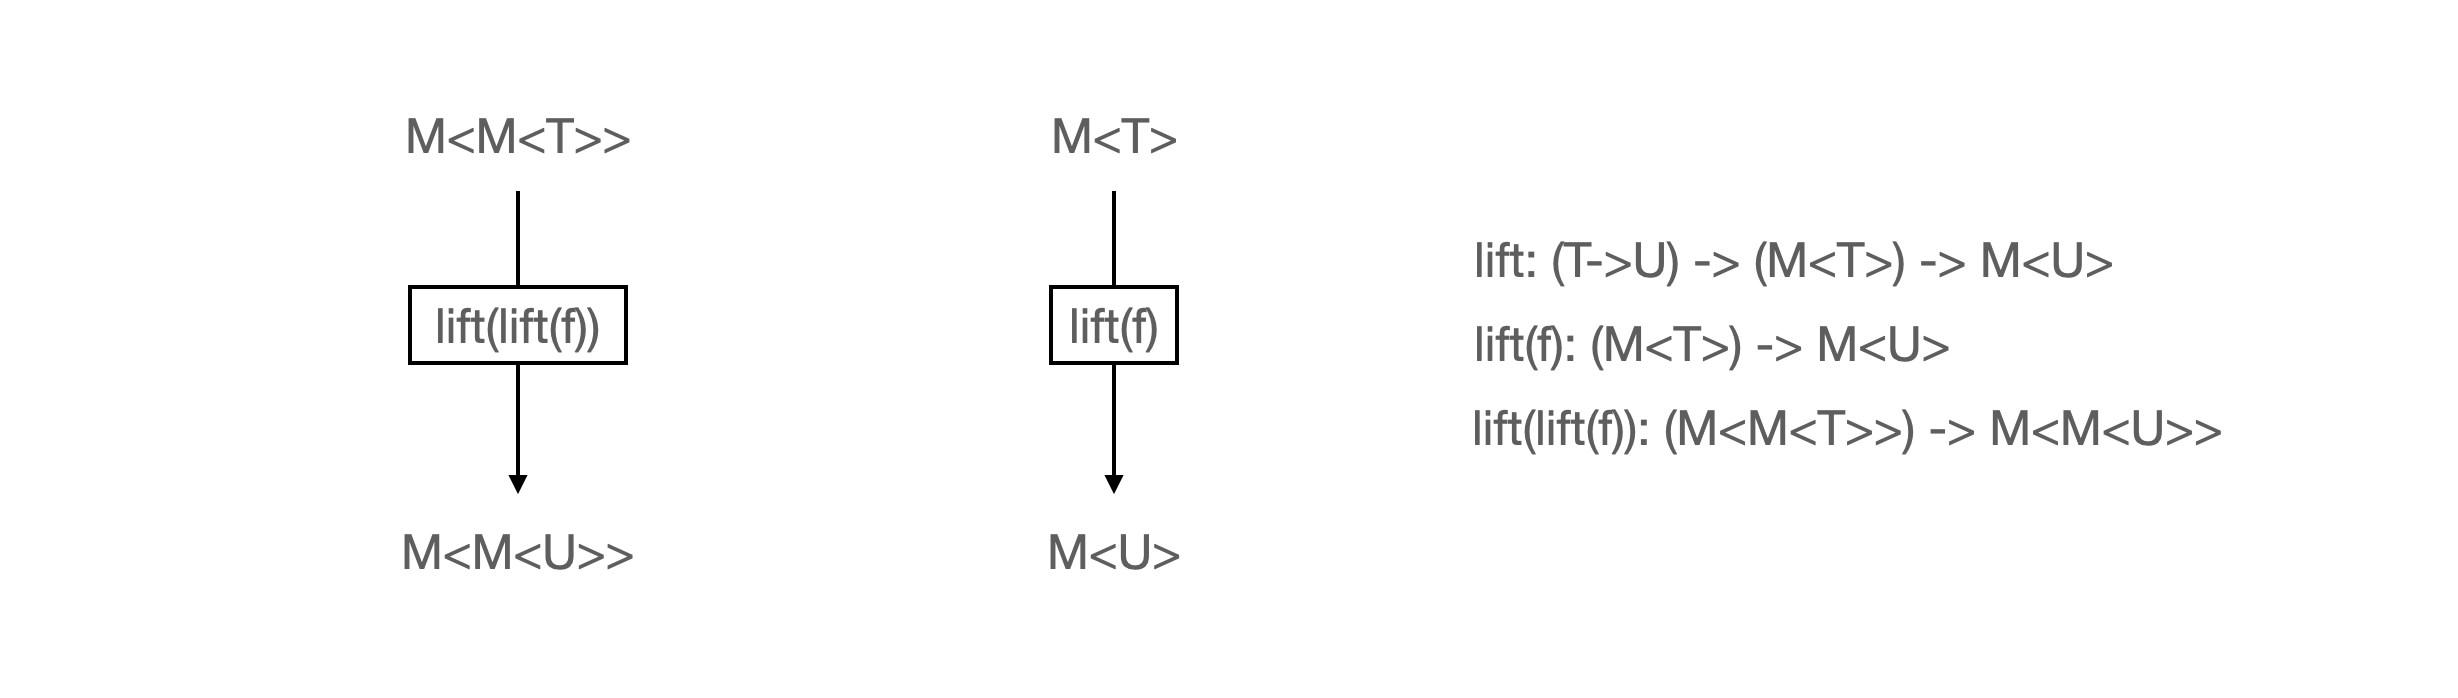 M<M<T>>
lift(lift(f))
M<M<U>>
M<T>
lift(f)
M<U>
lift: (T->U) -> (M<T>) -> M<U>
lift(f): (M<T>) -> M<U>
lift(lift(f)): (M<M<T>>) -> M<M<U>>